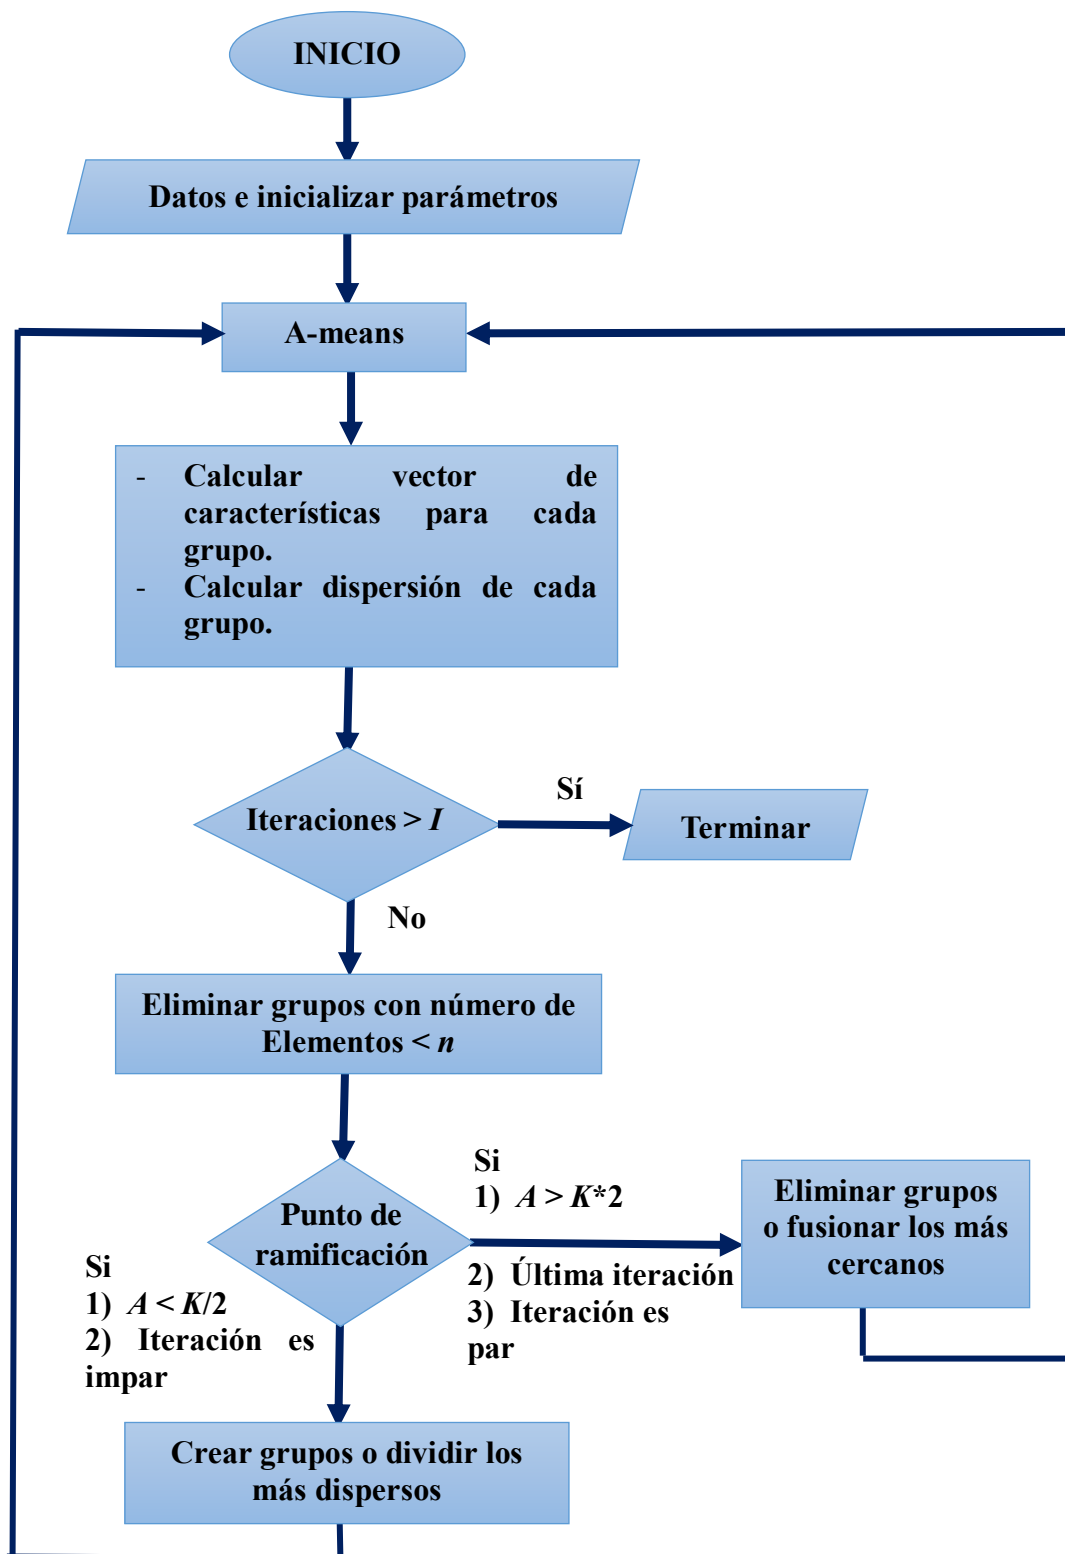 INICIO
Datos e inicializar parámetros
A-means
- Calcular vector de
características para cada
grupo.
- Calcular dispersión de cada
grupo.
Iteraciones > I
Sí
Terminar
No
Eliminar grupos con número de
Elementos < n
Punto de
ramificación
Si
1) A > K*2
2) Última iteración
3) Iteración es
par
Eliminar grupos
o fusionar los más
cercanos
Si
1) A < K/2
2) Iteración es
impar
Crear grupos o dividir los
más dispersos